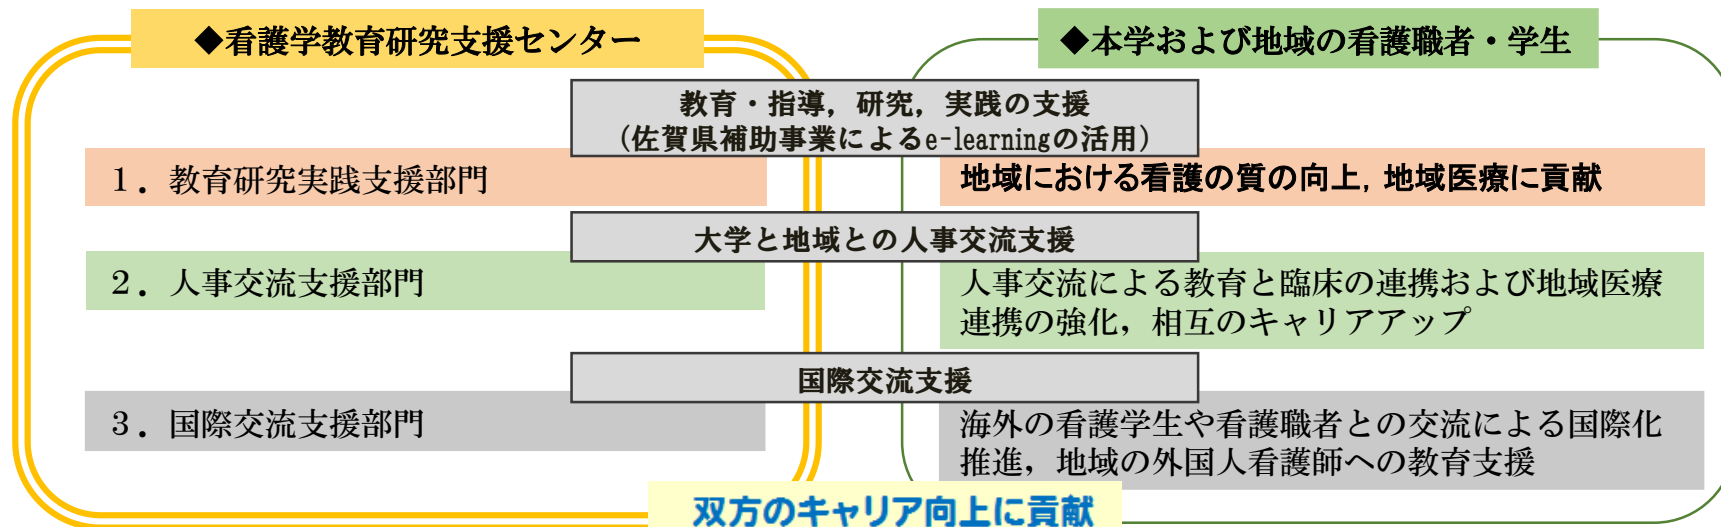 ◆看護学教育研究支援センター
◆本学および地域の看護職者・学生
教育・指導，研究，実践の支援
（佐賀県補助事業によるe-learningの活用）
１．教育研究実践支援部門
地域における看護の質の向上，地域医療に貢献
大学と地域との人事交流支援
２．人事交流支援部門
人事交流による教育と臨床の連携および地域医療
連携の強化，相互のキャリアアップ
国際交流支援
３．国際交流支援部門
海外の看護学生や看護職者との交流による国際化
推進，地域の外国人看護師への教育支援
双方のキャリア向上に貢献